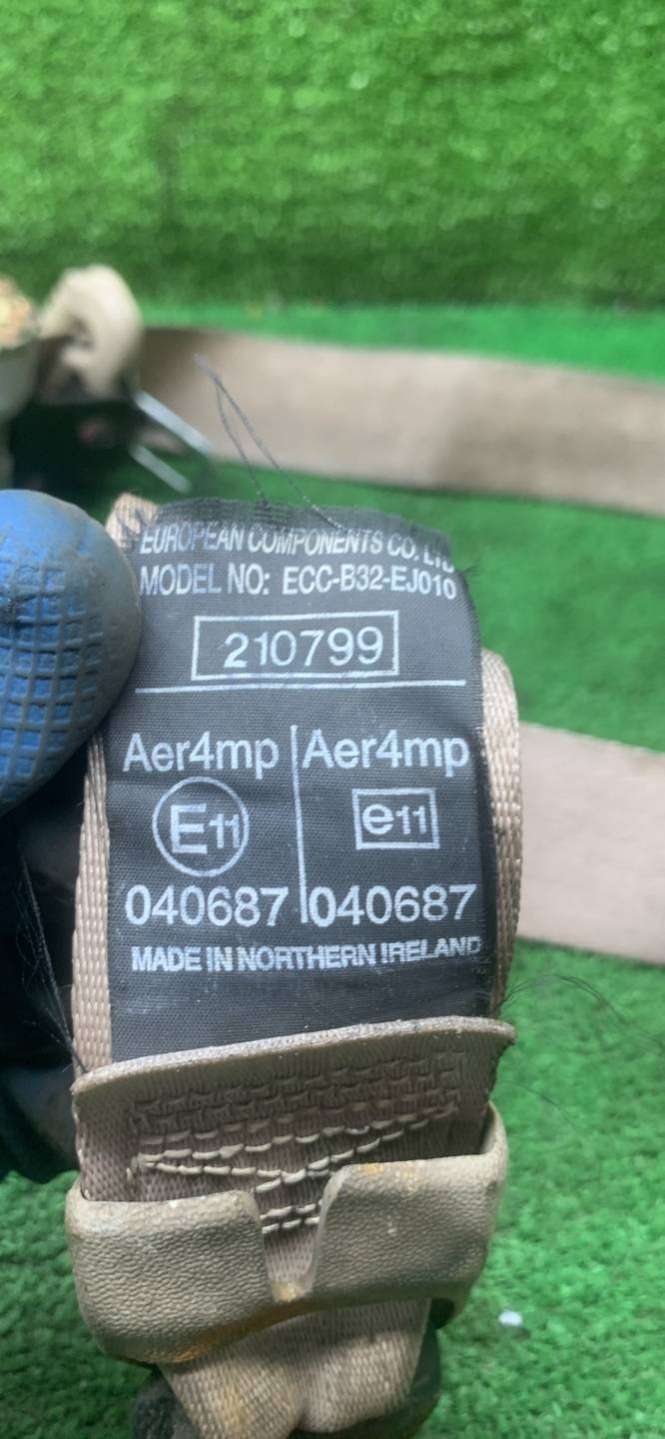 EUROPEAN COMPONENTS CO. LTD
MODEL NO: ECC-B32-EJ010
210799
Aer4mp Aer4mp
E11 e11
040687 040687
MADE IN NORTHERN IRELAND